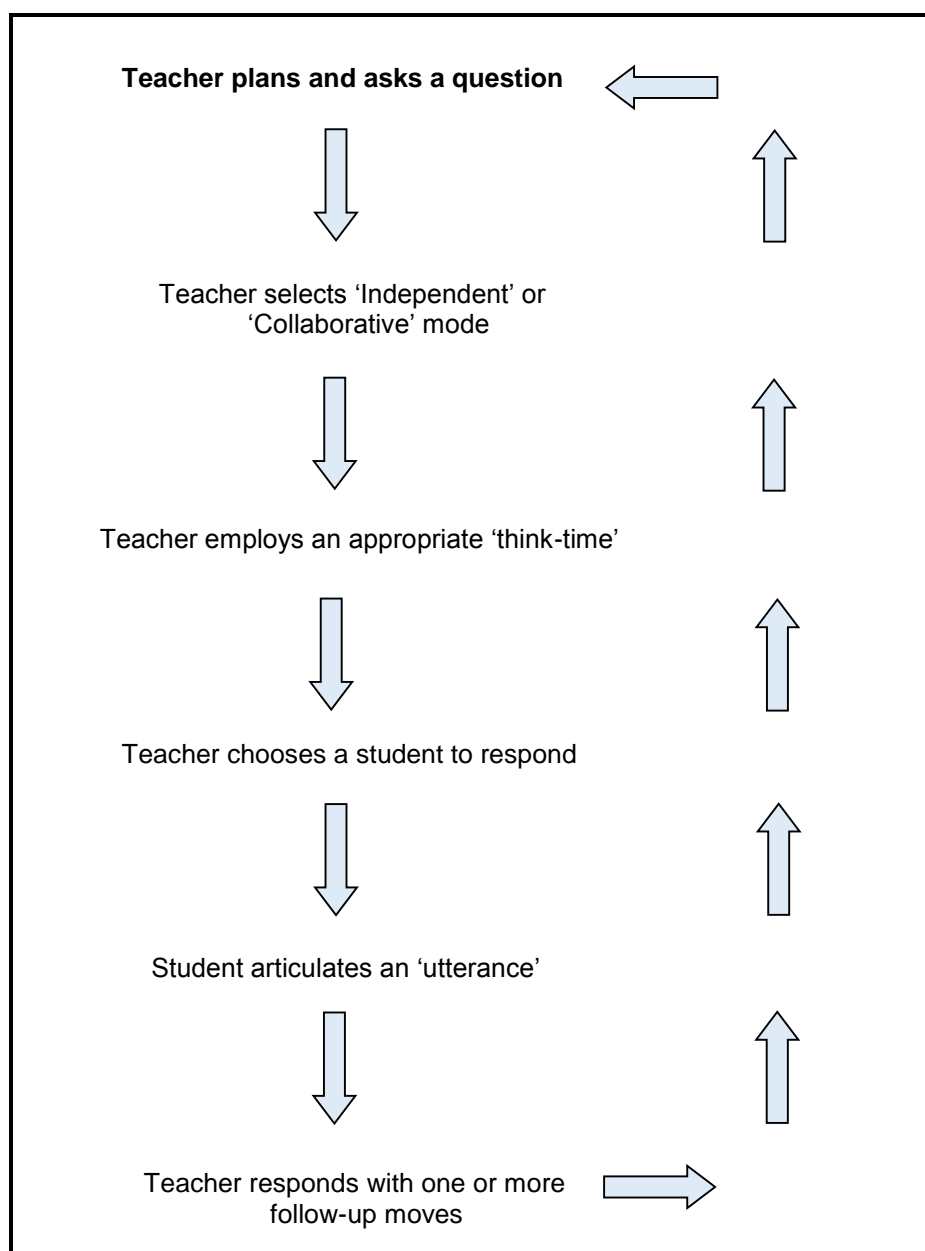 Teacher plans and asks a question
Teacher selects ‘Independent’ or
‘Collaborative’ mode
Teacher employs an appropriate ‘think-time’
Teacher chooses a student to respond
Student articulates an ‘utterance’
Teacher responds with one or more
follow-up moves